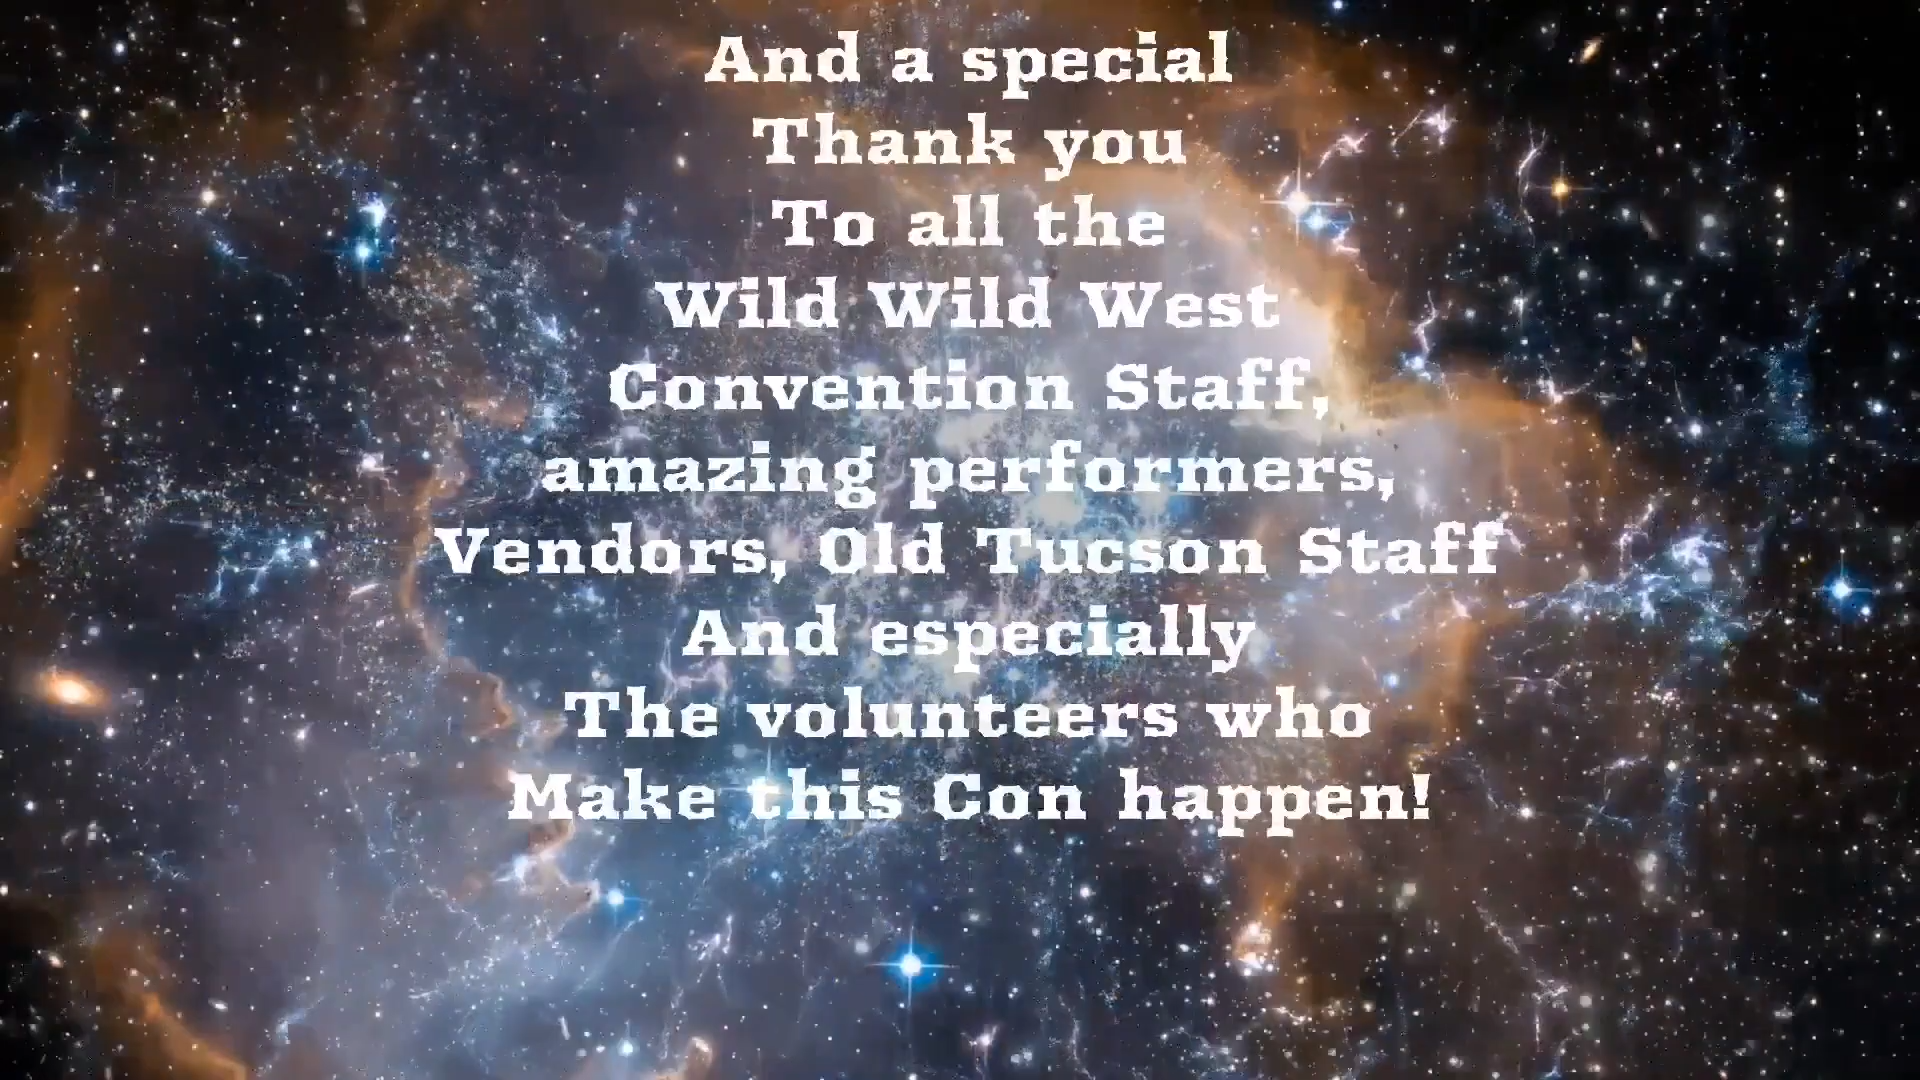 And a special
Thank you
To all the
Wild Wild West
Convention Staff,
amazing performers,
Vendors, Old Tucson Staff
And especially
The volunteers who
Make this Con happen!